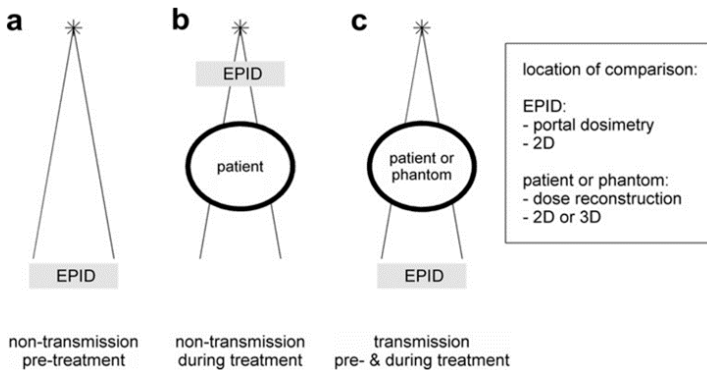 a
EPID
non-transmission
pre-treatment
b
EPID
patient
non-transmission
during treatment
c
patient or
phantom
EPID
transmission
pre- & during treatment
location of comparison:
EPID:
- portal dosimetry
- 2D
patient or phantom:
- dose reconstruction
- 2D or 3D